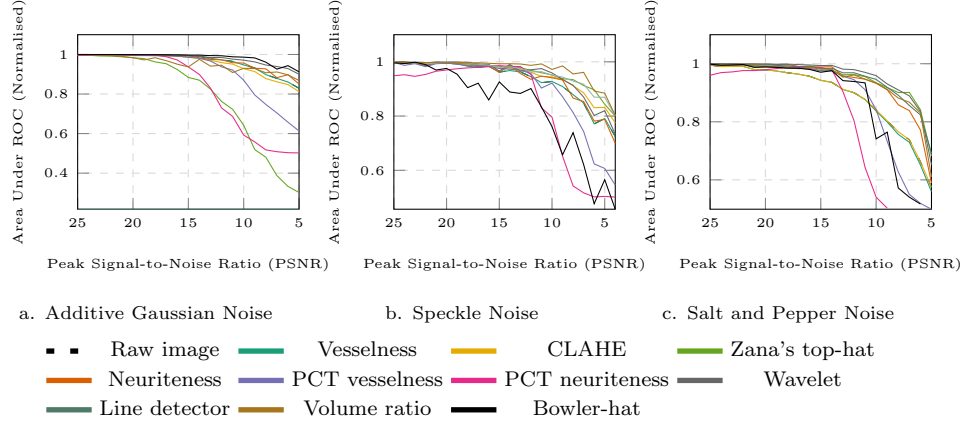 Area Under ROC (Normalised)
1
0.8
0.6
0.4
25 20 15 10 5
Peak Signal-to-Noise Ratio (PSNR)
a. Additive Gaussian Noise
Area Under ROC (Normalised)
1
0.8
0.6
25 20 15 10 5
Peak Signal-to-Noise Ratio (PSNR)
b. Speckle Noise
Area Under ROC (Normalised)
1
0.8
0.6
25 20 15 10 5
Peak Signal-to-Noise Ratio (PSNR)
c. Salt and Pepper Noise
Raw image Vesselness CLAHE Zana's top-hat
Neuriteness PCT vesselness PCT neuriteness Wavelet
Line detector Volume ratio Bowler-hat